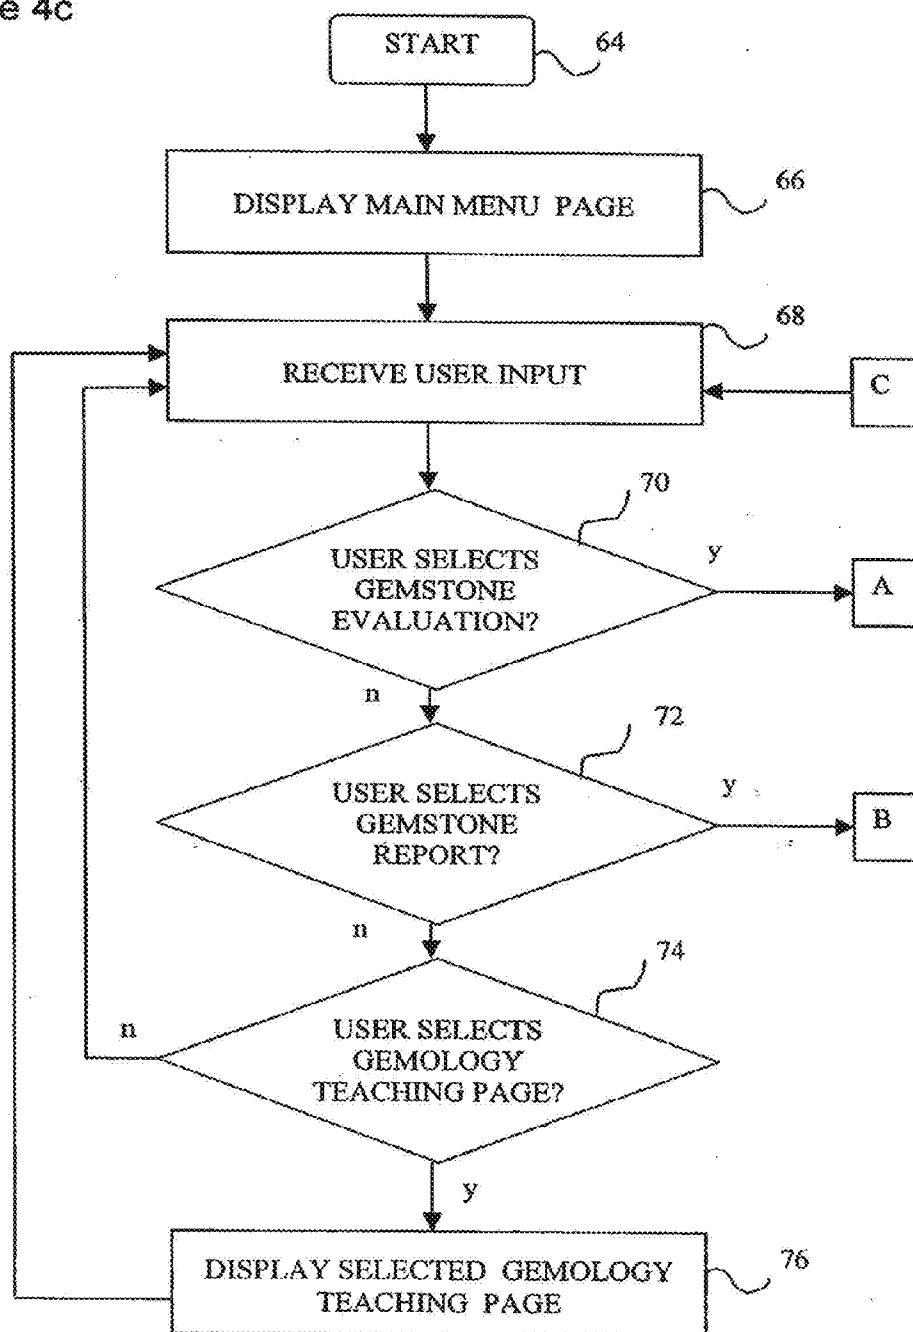 e 4c
START
64
DISPLAY MAIN MENU PAGE
66
68
RECEIVE USER INPUT
C
70
USER SELECTS
GEMSTONE
EVALUATION?
y
A
n
72
USER SELECTS
GEMSTONE
REPORT?
y
B
n
74
n
USER SELECTS
GEMOLOGY
TEACHING PAGE?
y
76
DISPLAY SELECTED GEMOLOGY
TEACHING PAGE